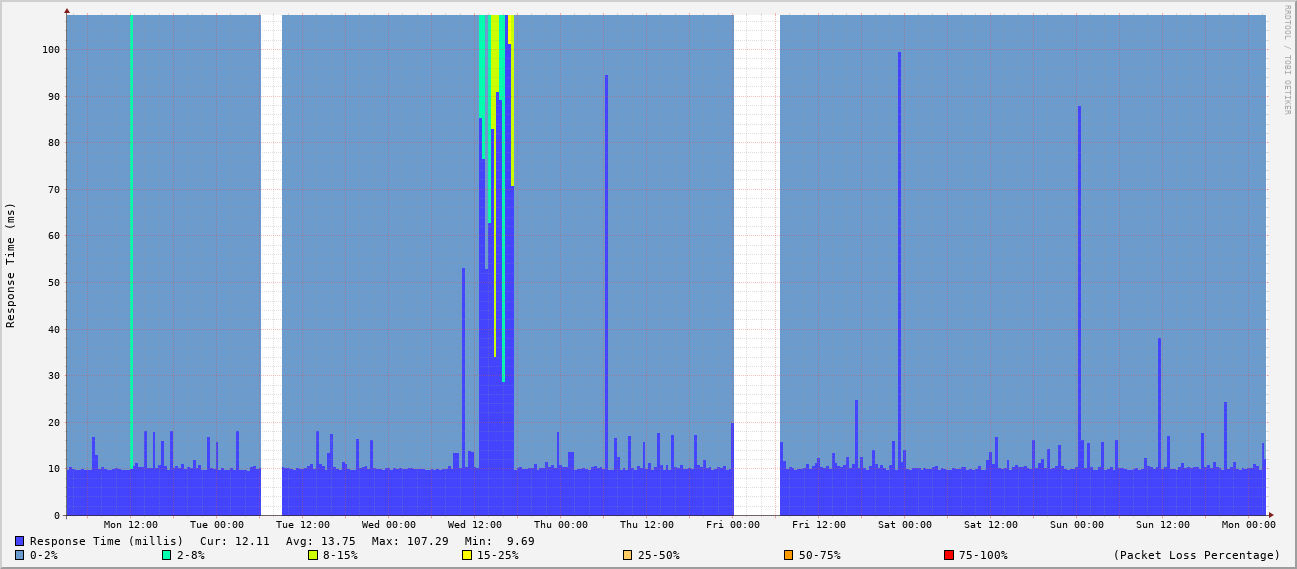 RRDTOOL / TOBI OETIKER
Response Time (ms)
100
90
80
70
60
50
40
30
20
10
0
Mon 12:00 Tue 00:00 Tue 12:00 Wed 00:00 Wed 12:00 Thu 00:00 Thu 12:00 Fri 00:00 Fri 12:00 Sat 00:00 Sat 12:00 Sun 00:00 Sun 12:00 Mon 00:00
Response Time (millis) Cur: 12.11 Avg: 13.75 Max: 107.29 Min: 9.69
0-2% 2-8% 8-15% 15-25% 25-50% 50-75% 75-100% (Packet Loss Percentage)